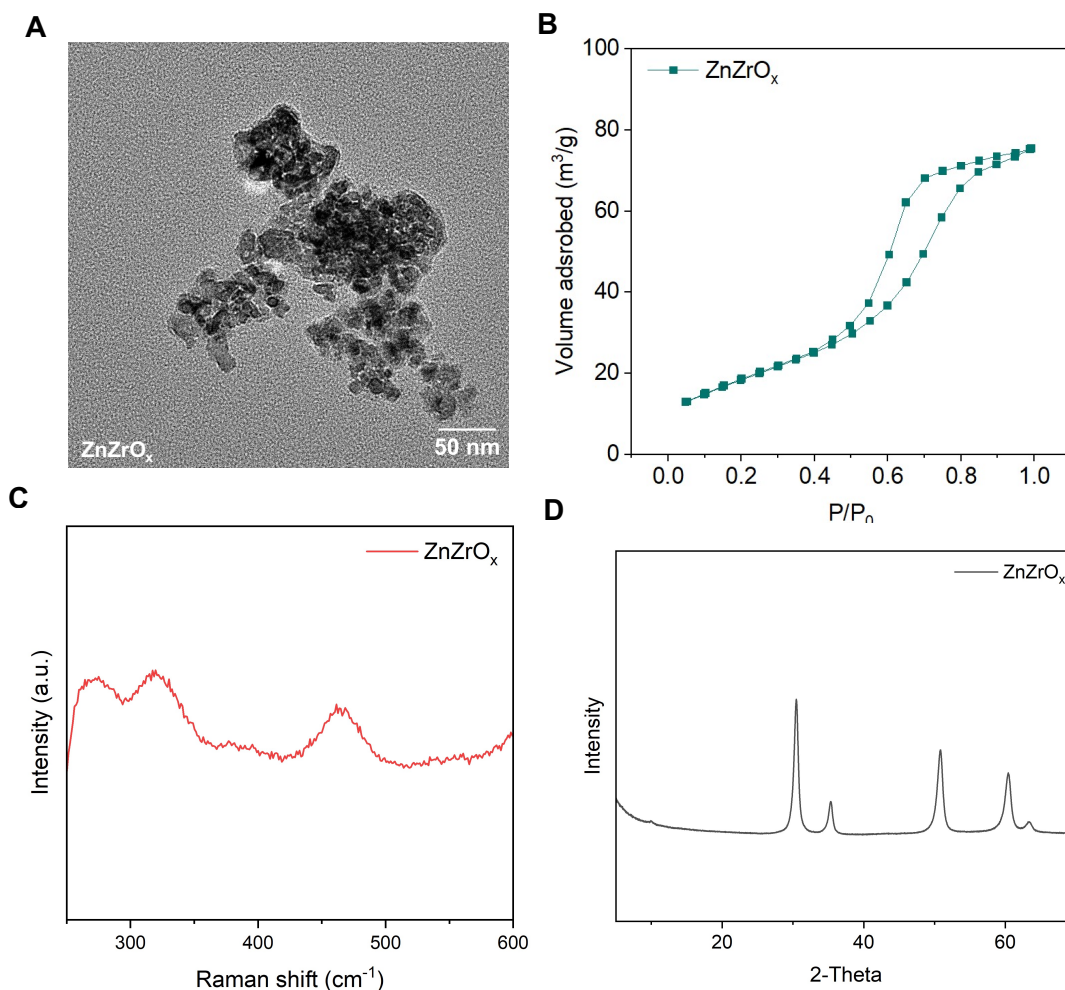 A
ZnZrOₓ
50 nm
B
ZnZrOₓ
Volume adsrobed (m³/g)
100
80
60
40
20
0
0.0 0.2 0.4 0.6 0.8 1.0
P/P₀
C
ZnZrOₓ
Intensity (a.u.)
300 400 500 600
Raman shift (cm⁻¹)
D
ZnZrOₓ
Intensity
20 40 60
2-Theta